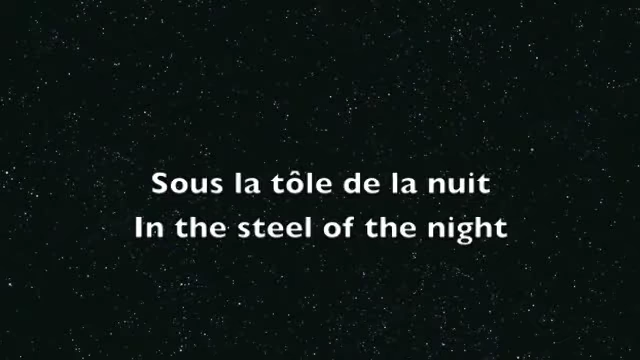 Sous la tôle de la nuit
In the steel of the night